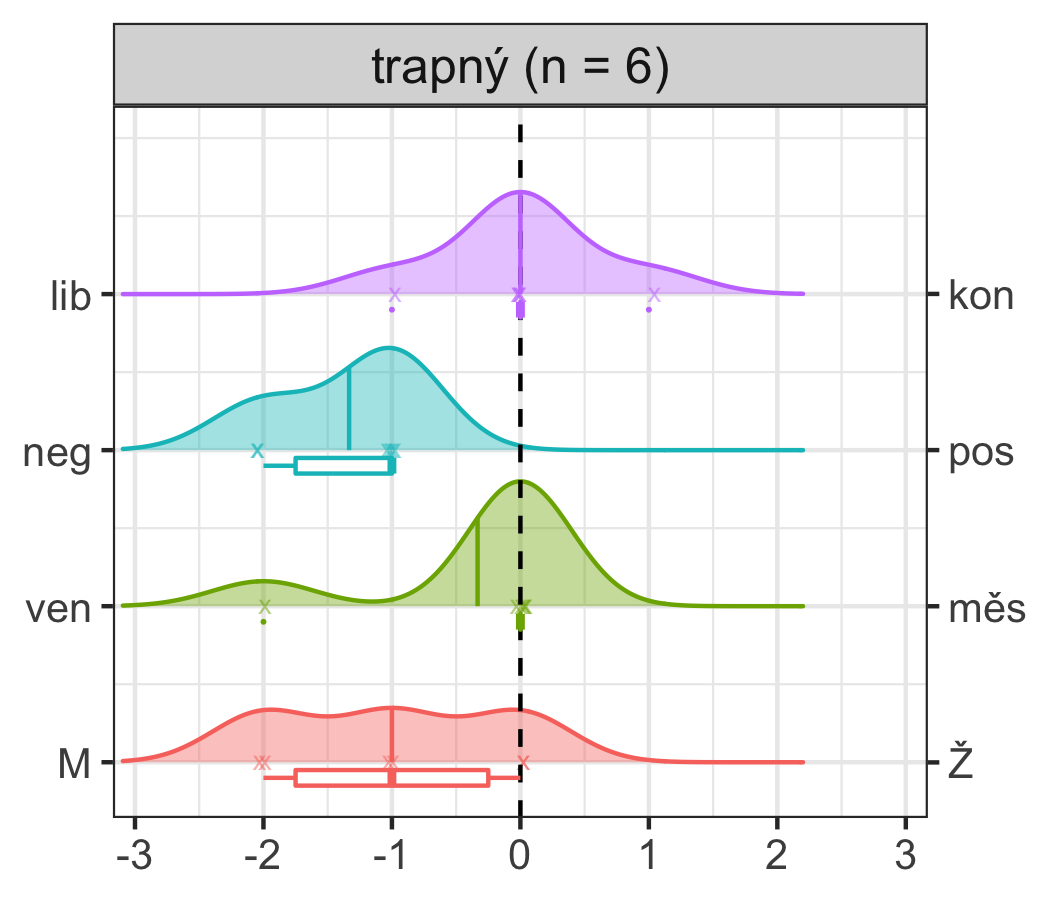 trapný (n = 6)
lib kon
neg pos
ven měs
M Ž
-3 -2 -1 0 1 2 3